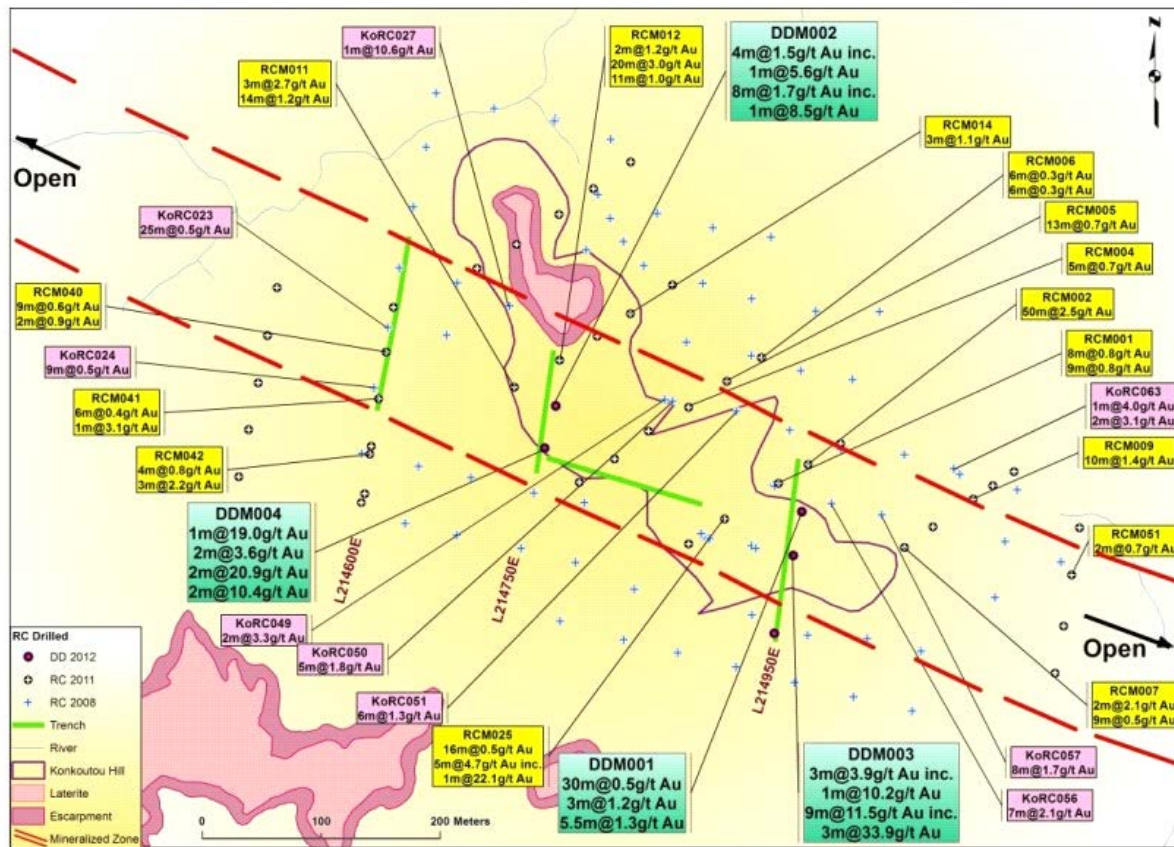 KoRC027
1m@10.6g/t Au
RCM012
2m@1.2g/t Au
20m@3.0g/t Au
11m@1.0g/t Au
DDM002
4m@1.5g/t Au inc.
1m@5.6g/t Au
8m@1.7g/t Au inc.
1m@8.5g/t Au
Z
RCM011
3m@2.7g/t Au
14m@1.2g/t Au
RCM014
3m@1.1g/t Au
RCM006
6m@0.3g/t Au
6m@0.3g/t Au
Open
KoRC023
25m@0.5g/t Au
RCM005
13m@0.7g/t Au
RCM004
5m@0.7g/t Au
RCM040
9m@0.6g/t Au
2m@0.9g/t Au
RCM002
50m@2.5g/t Au
RCM001
8m@0.8g/t Au
9m@0.8g/t Au
KoRC024
9m@0.5g/t Au
KoRC063
1m@4.0g/t Au
2m@3.1g/t Au
RCM041
6m@0.4g/t Au
1m@3.1g/t Au
RCM009
10m@1.4g/t Au
RCM042
4m@0.8g/t Au
3m@2.2g/t Au
DDM004
1m@19.0g/t Au
2m@3.6g/t Au
2m@20.9g/t Au
2m@10.4g/t Au
L214600E
L214750E
L214950E
RCM051
2m@0.7g/t Au
Open
KoRC049
2m@3.3g/t Au
KoRC050
5m@1.8g/t Au
KoRC051
6m@1.3g/t Au
RCM007
2m@2.1g/t Au
9m@0.5g/t Au
RCM025
16m@0.5g/t Au
5m@4.7g/t Au inc.
1m@22.1g/t Au
DDM001
30m@0.5g/t Au
3m@1.2g/t Au
5.5m@1.3g/t Au
DDM003
3m@3.9g/t Au inc.
1m@10.2g/t Au
9m@11.5g/t Au inc.
3m@33.9g/t Au
KoRC057
8m@1.7g/t Au
KoRC056
7m@2.1g/t Au
RC Drilled
DD 2012
RC 2011
RC 2008
Trench
River
Konkoutou Hill
Laterite
Escarpment
Mineralized Zone
0 100 200 Meters